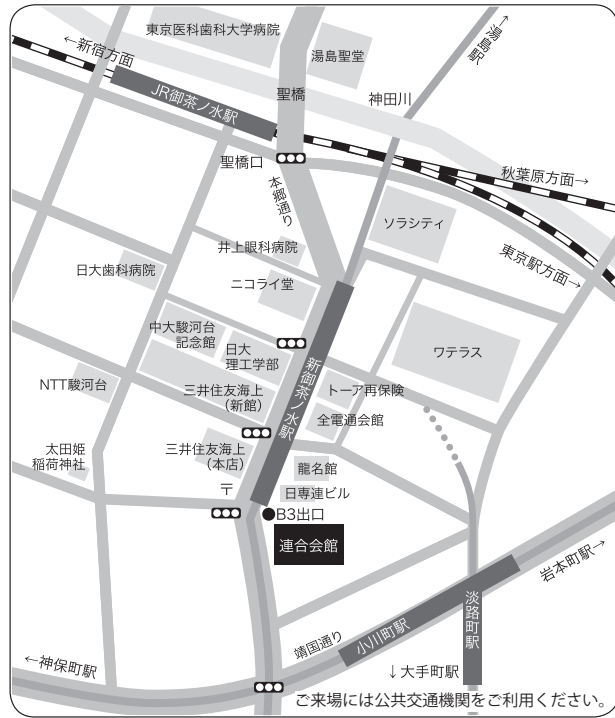 東京医科歯科大学病院
←新宿方面
湯島聖堂
→湯島駅
JR御茶ノ水駅
聖橋
神田川
聖橋口
本郷通り
秋葉原方面→
ソラシティ
東京駅方面→
井上眼科病院
日大歯科病院
ニコライ堂
中大駿河台
記念館
日大
理工学部
新御茶ノ水駅
ワテラス
NTT駿河台
三井住友海上
(新館)
トーア再保険
全電通会館
太田姫
稲荷神社
三井住友海上
(本店)
龍名館
〒
日専連ビル
B3出口
連合会館
岩本町駅→
淡路町駅
小川町駅
靖国通り
←神保町駅
↓大手町駅
ご来場には公共交通機関をご利用ください。